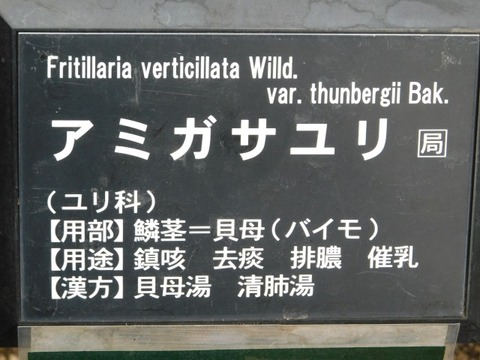 Fritillaria verticillata Willd.
var. thunbergii Bak.
アミガサユリ 局
(ユリ科)
【用部】鱗茎＝貝母(バイモ)
【用途】鎮咳 去痰 排膿 催乳
【漢方】貝母湯 清肺湯